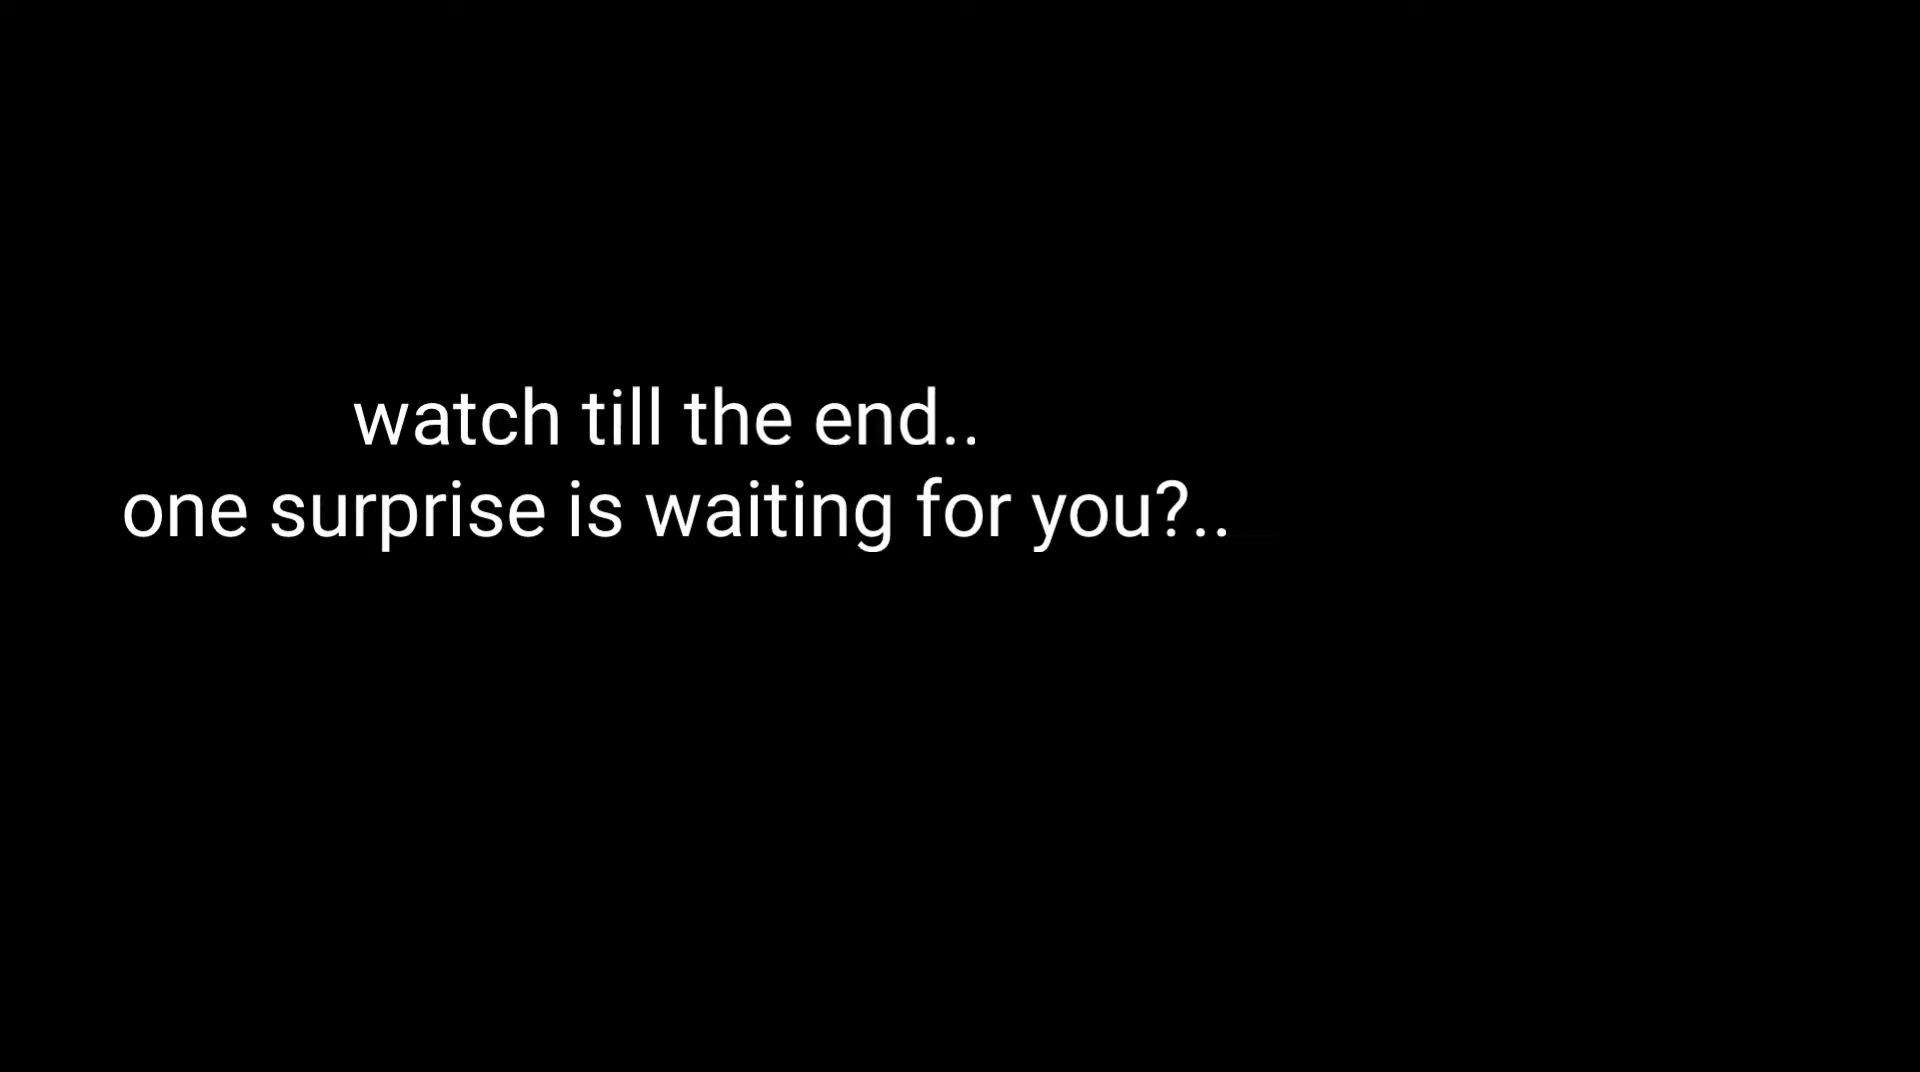 watch till the end..
one surprise is waiting for you?..